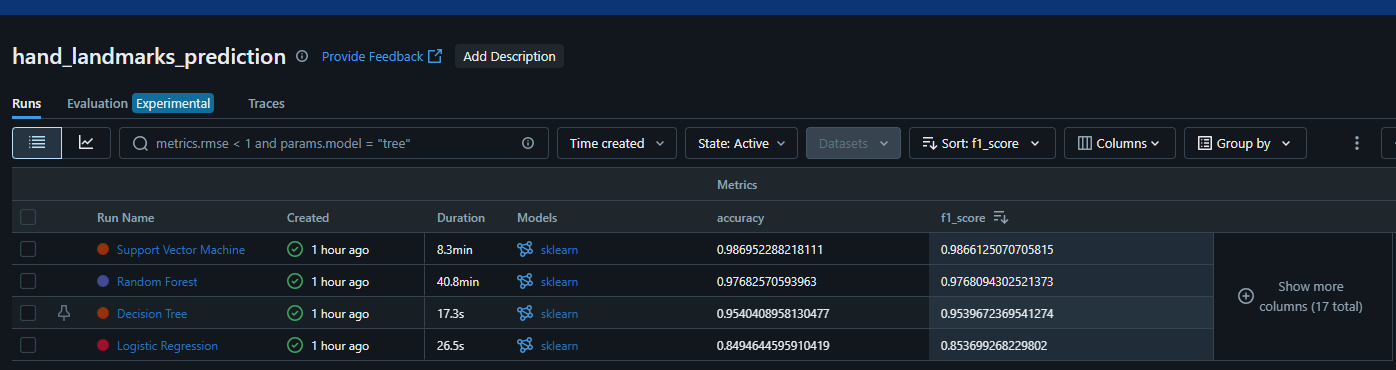 hand_landmarks_prediction Provide Feedback Add Description
Runs Evaluation Experimental Traces
metrics.rmse < 1 and params.model = "tree" Time created State: Active Datasets Sort: f1_score Columns Group by
Metrics
Run Name Created Duration Models accuracy f1_score
Support Vector Machine 1 hour ago 8.3min sklearn 0.986952288218111 0.9866125070705815
Random Forest 1 hour ago 40.8min sklearn 0.97682570593963 0.9768094302521373
Show more
Decision Tree 1 hour ago 17.3s sklearn 0.9540408958130477 0.9539672369541274
columns (17 total)
Logistic Regression 1 hour ago 26.5s sklearn 0.8494644595910419 0.853699268229802